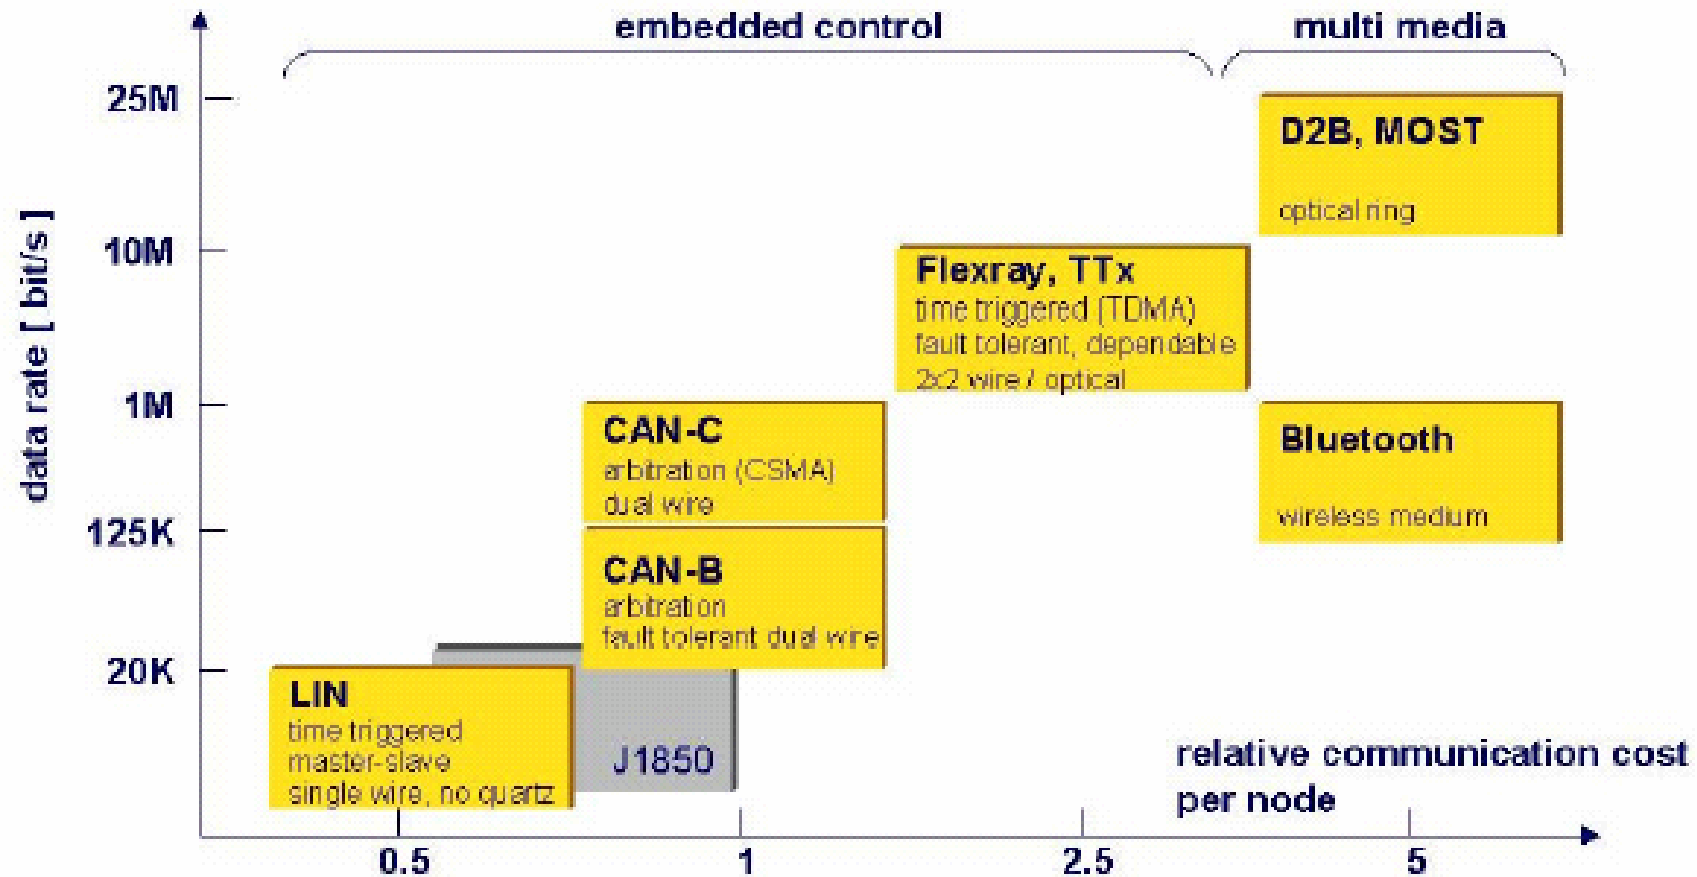 embedded control
multi media
25M
D2B, MOST
optical ring
data rate [ bit/s ]
10M
Flexray, TTx
time triggered (TDMA)
fault tolerant, dependable
2x2 wire / optical
1M
CAN-C
arbitration (CSMA)
dual wire
Bluetooth
wireless medium
125K
CAN-B
arbitration
fault tolerant dual wire
20K
LIN
time triggered
master-slave
single wire, no quartz
J1850
relative communication cost
per node
0.5
1
2.5
5